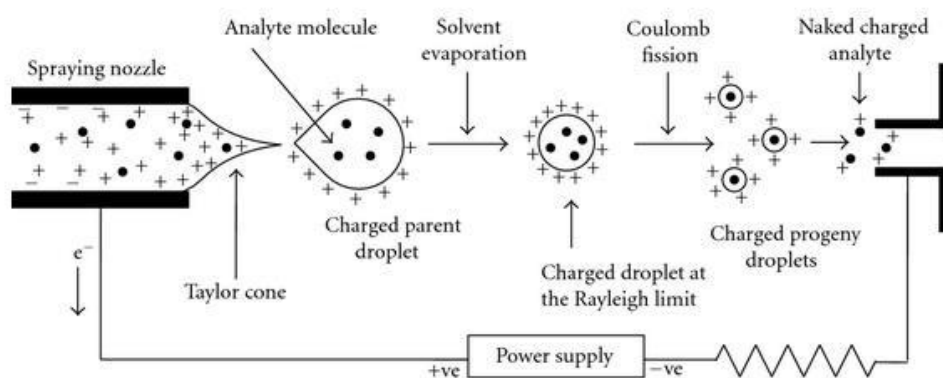 Spraying nozzle
Analyte molecule
Solvent
evaporation
Coulomb
fission
Naked charged
analyte
Charged parent
droplet
Charged progeny
droplets
Charged droplet at
the Rayleigh limit
Taylor cone
e⁻
+ve
Power supply
−ve